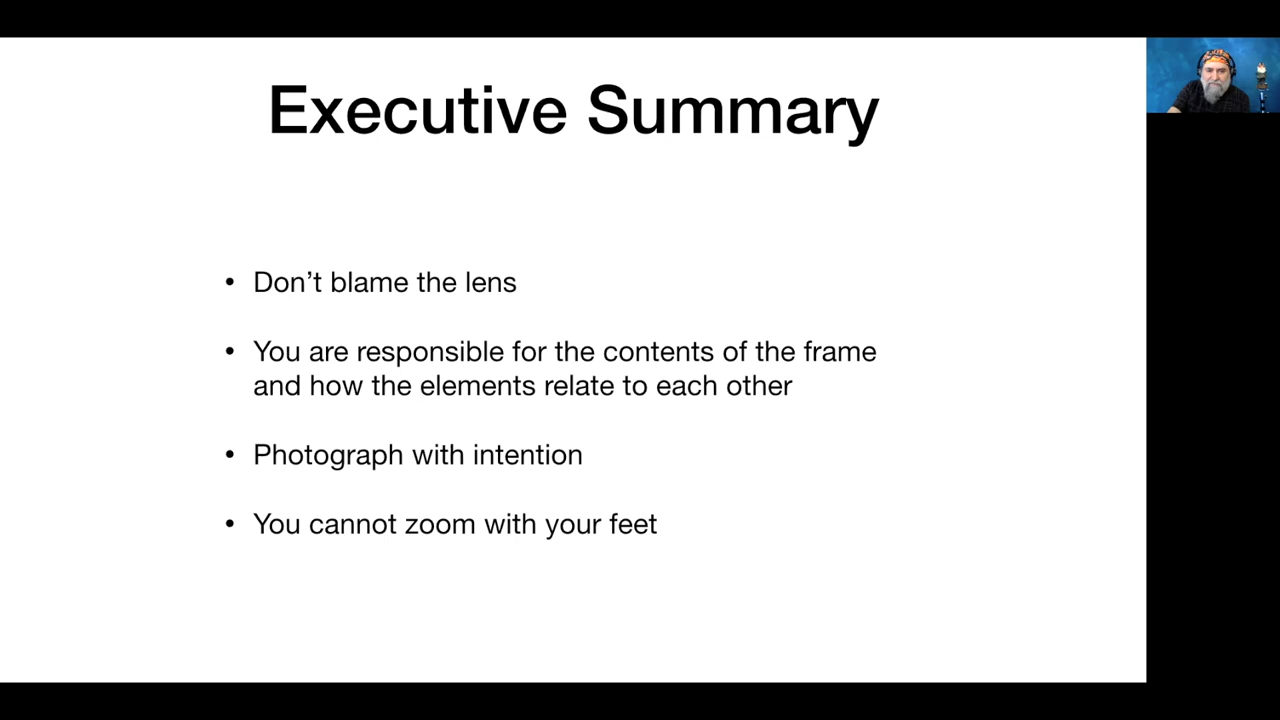 Executive Summary
• Don’t blame the lens
• You are responsible for the contents of the frame
and how the elements relate to each other
• Photograph with intention
• You cannot zoom with your feet